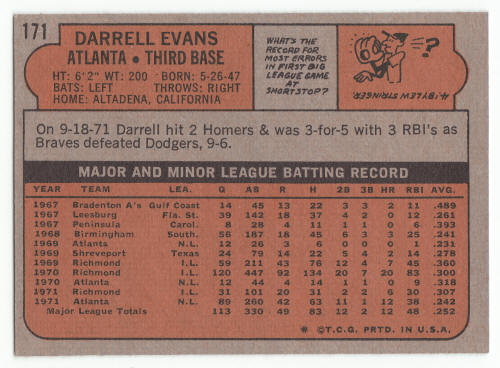 171
DARRELL EVANS
ATLANTA • THIRD BASE
HT: 6'2" WT: 200 BORN: 5-26-47
BATS: LEFT THROWS: RIGHT
HOME: ALTADENA, CALIFORNIA
WHAT'S THE
RECORD FOR
MOST ERRORS
IN FIRST BIG
LEAGUE GAME
AT
SHORTSTOP?
?
HIBYLEW STRINGER
On 9-18-71 Darrell hit 2 Homers & was 3-for-5 with 3 RBI's as
Braves defeated Dodgers, 9-6.
MAJOR AND MINOR LEAGUE BATTING RECORD
YEAR TEAM LEA. G AB R H 2B 3B HR RBI AVG.
1967 Bradenton A's Gulf Coast 14 45 13 22 3 3 2 11 .489
1967 Leesburg Fla. St. 39 142 18 37 4 2 0 12 .261
1967 Peninsula Carol. 8 28 4 11 1 1 0 6 .393
1968 Birmingham South. 56 187 18 45 6 3 3 25 .241
1969 Atlanta N.L. 12 26 3 6 0 0 0 1 .231
1969 Shreveport Texas 24 79 14 22 5 4 2 14 .278
1969 Richmond I.L. 59 211 43 76 12 4 7 45 .360
1970 Richmond I.L. 120 447 92 134 20 7 20 83 .300
1970 Atlanta N.L. 12 44 4 14 1 1 0 9 .318
1971 Richmond I.L. 31 101 20 31 2 2 6 30 .307
1971 Atlanta N.L. 89 260 42 63 11 1 12 38 .242
Major League Totals 113 330 49 83 12 2 12 48 .252
* ©T.C.G. PRTD. IN U.S.A.